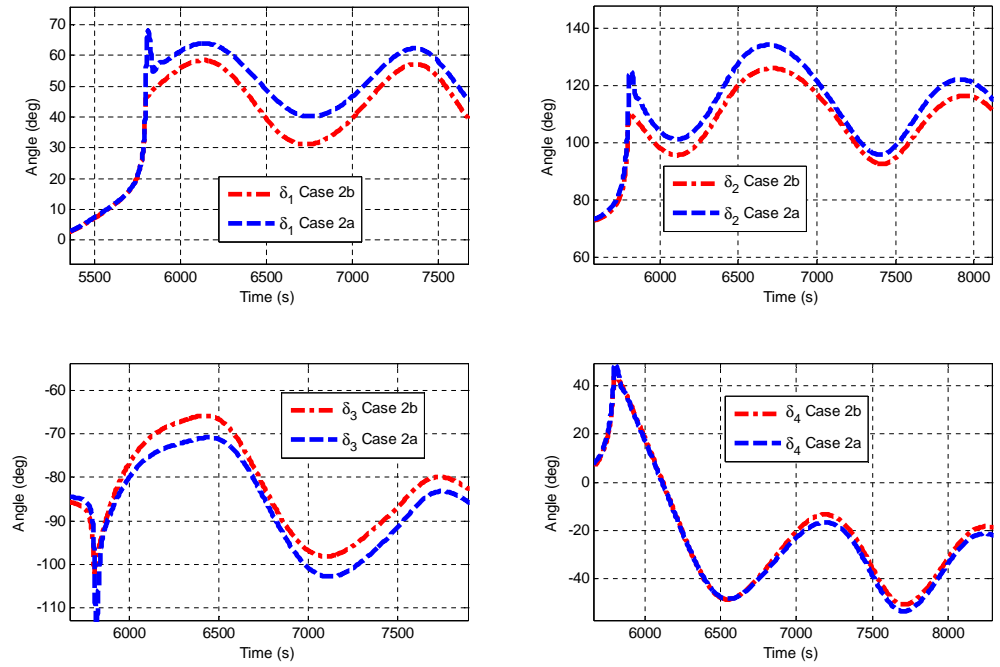 70
60
50
40
30
20
10
0
Angle (deg)
5500 6000 6500 7000 7500
Time (s)
δ1 Case 2b
δ1 Case 2a
140
120
100
80
60
Angle (deg)
6000 6500 7000 7500 8000
Time (s)
δ2 Case 2b
δ2 Case 2a
-60
-70
-80
-90
-100
-110
Angle (deg)
6000 6500 7000 7500
Time (s)
δ3 Case 2b
δ3 Case 2a
40
20
0
-20
-40
Angle (deg)
6000 6500 7000 7500 8000
Time (s)
δ4 Case 2b
δ4 Case 2a